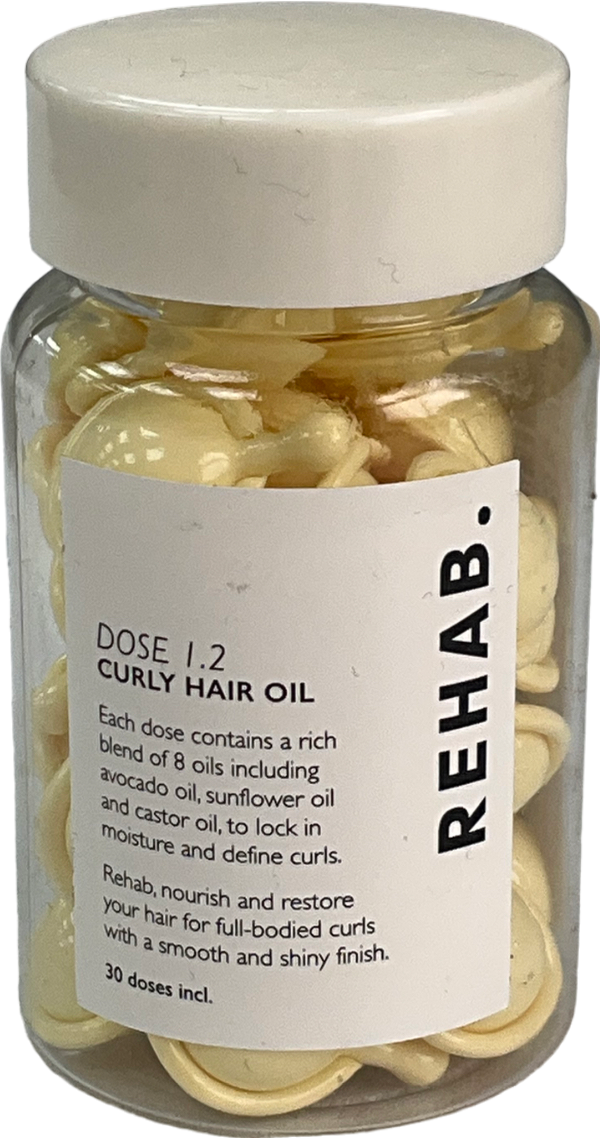 REHAB.
DOSE 1.2
CURLY HAIR OIL
Each dose contains a rich
blend of 8 oils including
avocado oil, sunflower oil
and castor oil, to lock in
moisture and define curls.
Rehab, nourish and restore
your hair for full-bodied curls
with a smooth and shiny finish.
30 doses incl.